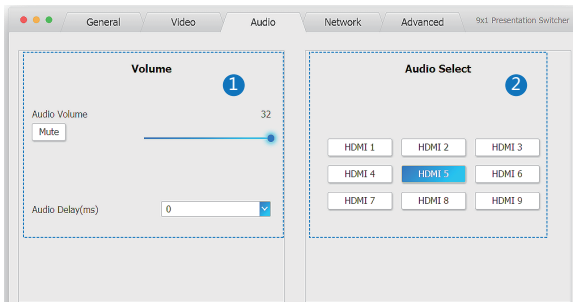 General Video Audio Network Advanced 9x1 Presentation Switcher
Volume
1
Audio Volume 32
Mute
Audio Delay(ms) 0
Audio Select
2
HDMI 1 HDMI 2 HDMI 3
HDMI 4 HDMI 5 HDMI 6
HDMI 7 HDMI 8 HDMI 9